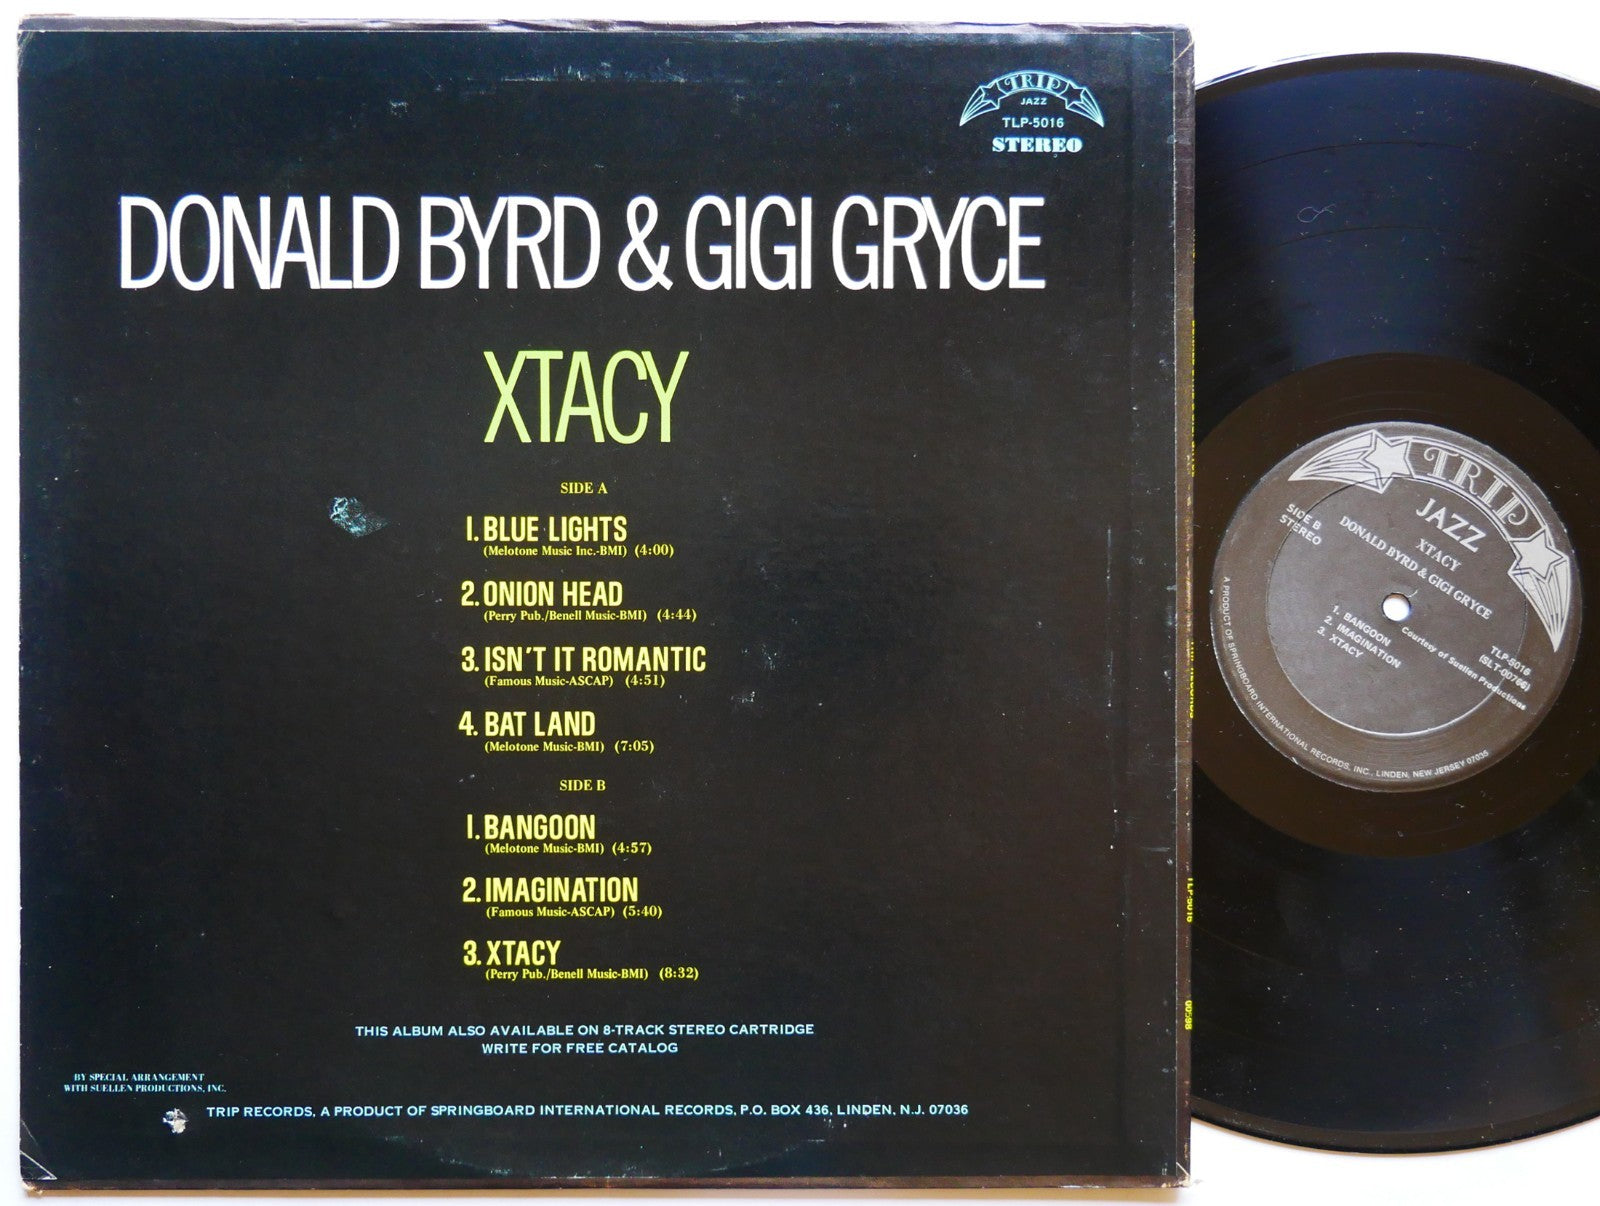 TRIP
JAZZ
TLP-5016
STEREO
DONALD BYRD & GIGI GRYCE
XTACY
SIDE A
1. BLUE LIGHTS
(Melotone Music Inc.-BMI) (4:00)
2. ONION HEAD
(Perry Pub./Benell Music-BMI) (4:44)
3. ISN'T IT ROMANTIC
(Famous Music-ASCAP) (4:51)
4. BAT LAND
(Melotone Music-BMI) (7:05)
SIDE B
1. BANGOON
(Melotone Music-BMI) (4:57)
2. IMAGINATION
(Famous Music-ASCAP) (5:40)
3. XTACY
(Perry Pub./Benell Music-BMI) (8:32)
THIS ALBUM ALSO AVAILABLE ON 8-TRACK STEREO CARTRIDGE
WRITE FOR FREE CATALOG
BY SPECIAL ARRANGEMENT
WITH SUELLEN PRODUCTIONS, INC.
TRIP RECORDS, A PRODUCT OF SPRINGBOARD INTERNATIONAL RECORDS, P.O. BOX 436, LINDEN, N.J. 07036
TLP-5016
TRIP
JAZZ
SIDE B
STEREO
XTACY
DONALD BYRD & GIGI GRYCE
1. BANGOON
2. IMAGINATION
3. XTACY
Courtesy of Suellen Productions
TLP-5016
(SLT-00766)
A PRODUCT OF SPRINGBOARD INTERNATIONAL RECORDS, INC., LINDEN, NEW JERSEY 07036